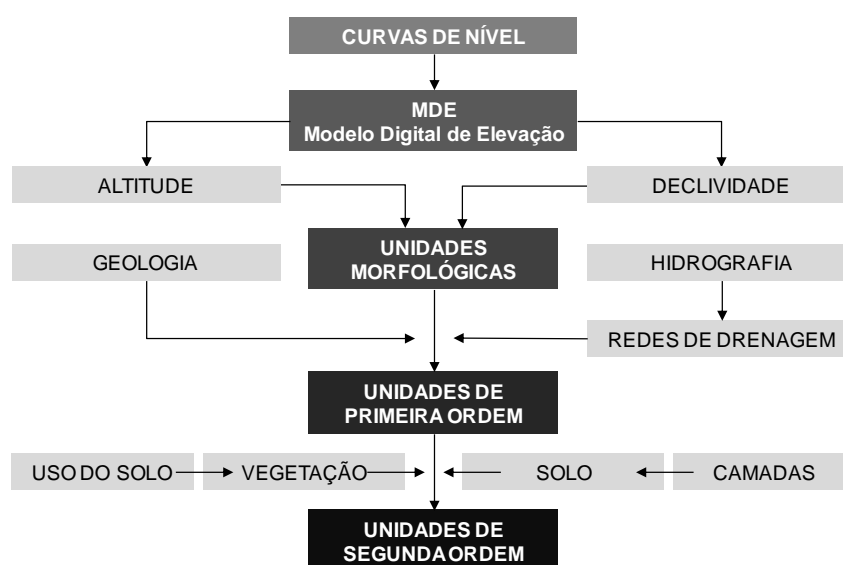 CURVAS DE NÍVEL
MDE
Modelo Digital de Elevação
ALTITUDE
DECLIVIDADE
UNIDADES
MORFOLÓGICAS
GEOLOGIA
HIDROGRAFIA
REDES DE DRENAGEM
UNIDADES DE
PRIMEIRA ORDEM
USO DO SOLO
VEGETAÇÃO
SOLO
CAMADAS
UNIDADES DE
SEGUNDA ORDEM